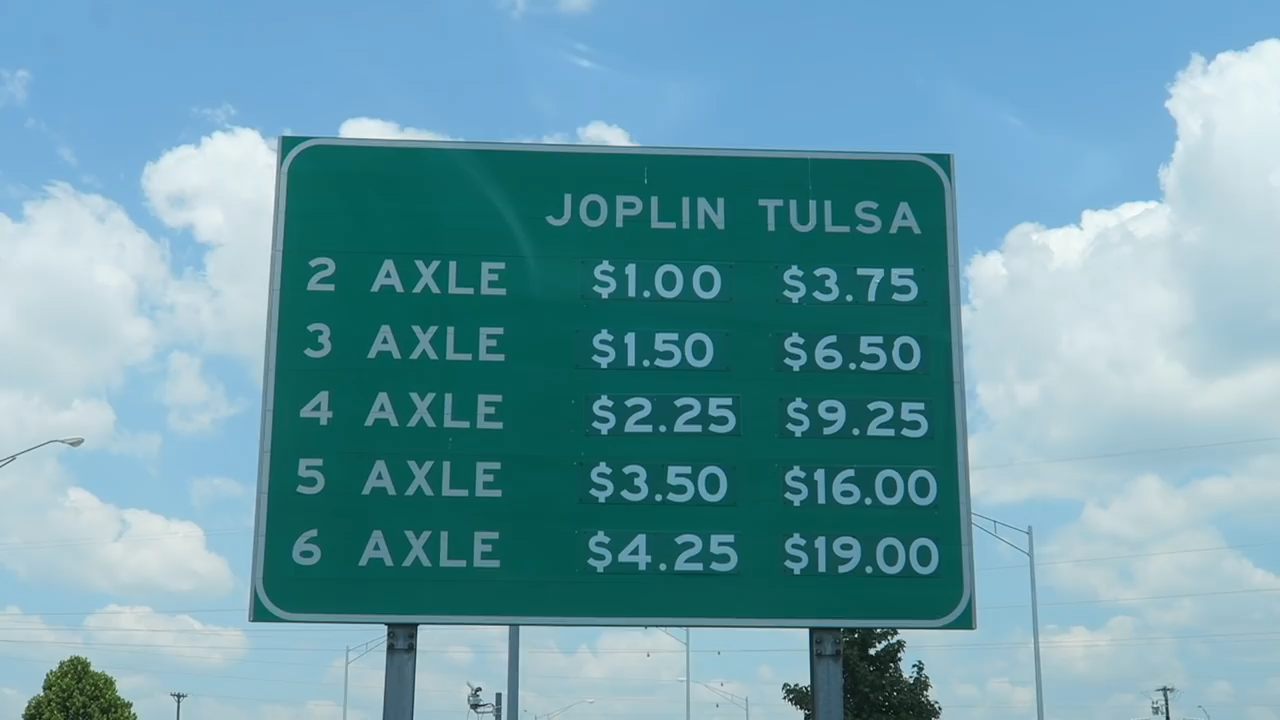 JOPLIN TULSA
2 AXLE $1.00 $3.75
3 AXLE $1.50 $6.50
4 AXLE $2.25 $9.25
5 AXLE $3.50 $16.00
6 AXLE $4.25 $19.00